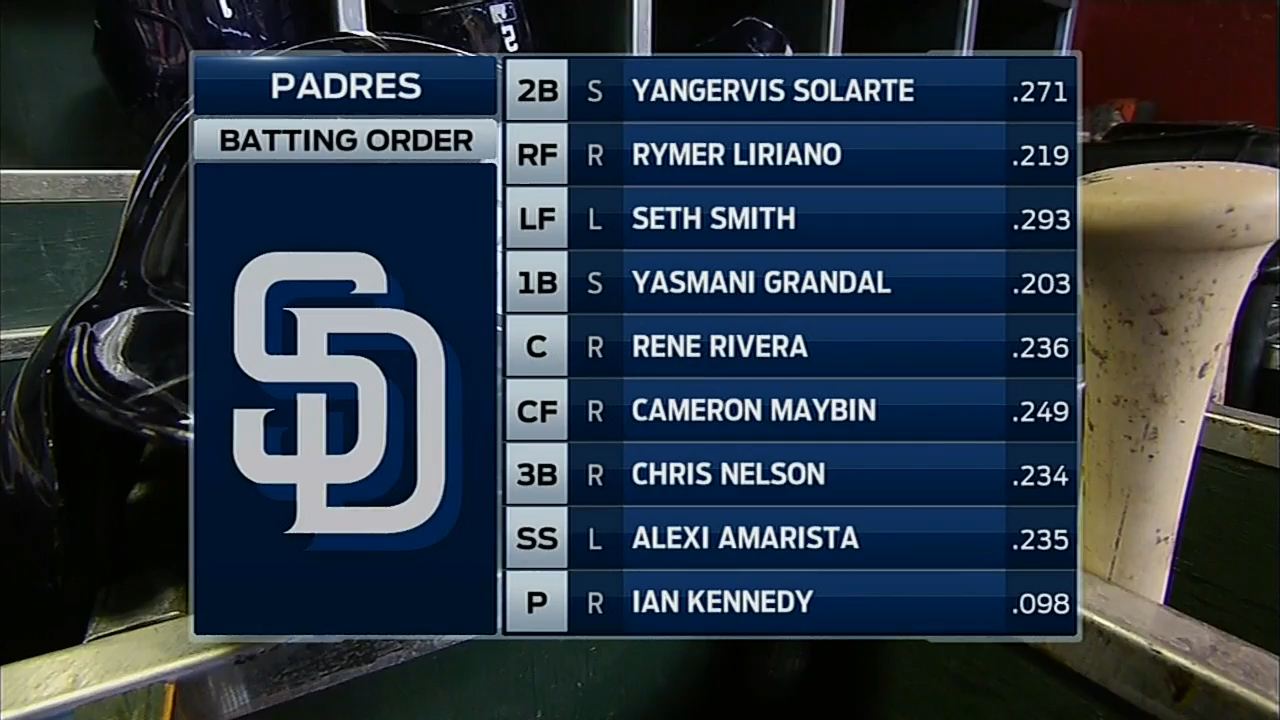 PADRES
BATTING ORDER
SD
2B S YANGERVIS SOLARTE .271
RF R RYMER LIRIANO .219
LF L SETH SMITH .293
1B S YASMANI GRANDAL .203
C R RENE RIVERA .236
CF R CAMERON MAYBIN .249
3B R CHRIS NELSON .234
SS L ALEXI AMARISTA .235
P R IAN KENNEDY .098